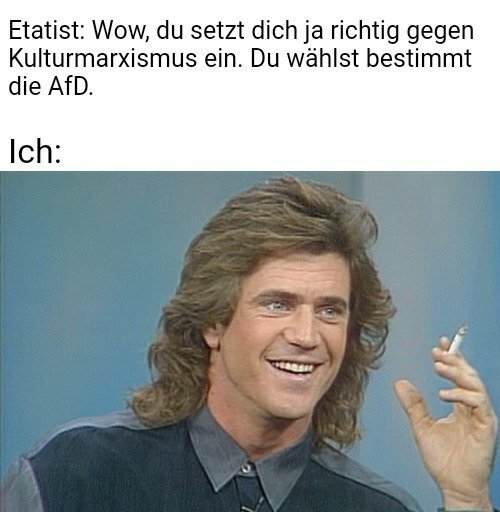 Etatist: Wow, du setzt dich ja richtig gegen
Kulturmarxismus ein. Du wählst bestimmt
die AfD.
Ich: